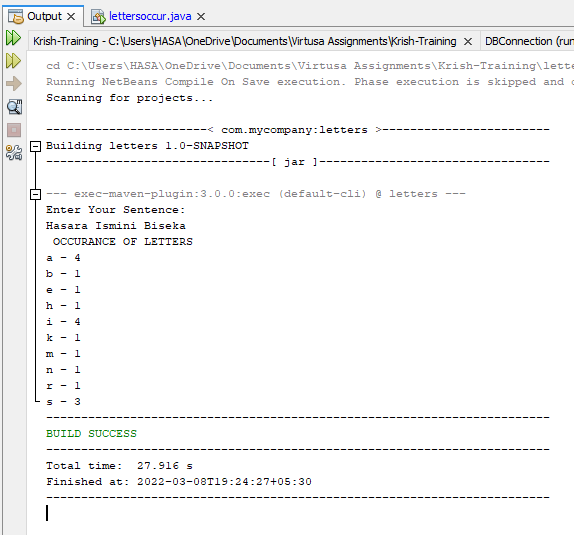 Output × lettersoccur.java ×
Krish-Training - C:\Users\HASA\OneDrive\Documents\Virtusa Assignments\Krish-Training × DBConnection (run
cd C:\Users\HASA\OneDrive\Documents\Virtusa Assignments\Krish-Training\lette
Running NetBeans Compile On Save execution. Phase execution is skipped and
Scanning for projects...
-----------------------< com.mycompany:letters >------------------------
Building letters 1.0-SNAPSHOT
--------------------------------[ jar ]---------------------------------
--- exec-maven-plugin:3.0.0:exec (default-cli) @ letters ---
Enter Your Sentence:
Hasara Ismini Biseka
OCCURANCE OF LETTERS
a - 4
b - 1
e - 1
h - 1
i - 4
k - 1
m - 1
n - 1
r - 1
s - 3
------------------------------------------------------------------------
BUILD SUCCESS
------------------------------------------------------------------------
Total time:  27.916 s
Finished at: 2022-03-08T19:24:27+05:30
------------------------------------------------------------------------